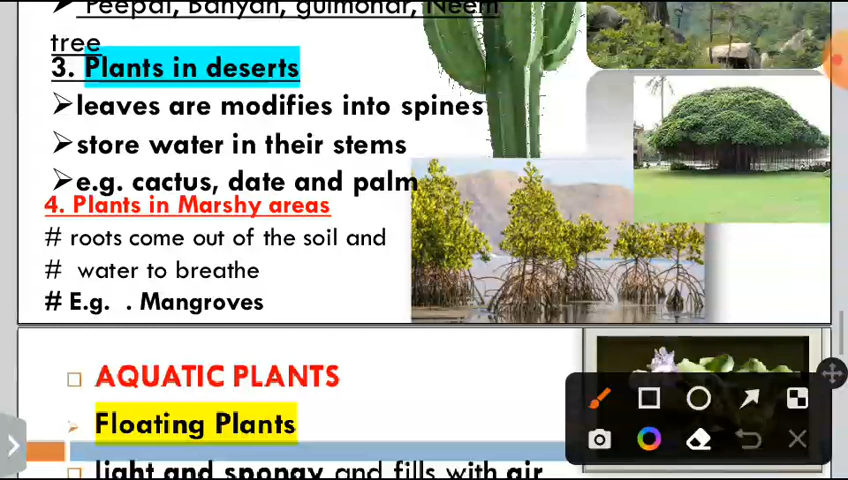 ➢ Peepal, Banyan, gulmohar, Neem
tree
3. Plants in deserts
➢leaves are modifies into spines
➢store water in their stems
➢e.g. cactus, date and palm
4. Plants in Marshy areas
# roots come out of the soil and
# water to breathe
# E.g. . Mangroves
AQUATIC PLANTS
➢ Floating Plants
light and spongy and fills with air